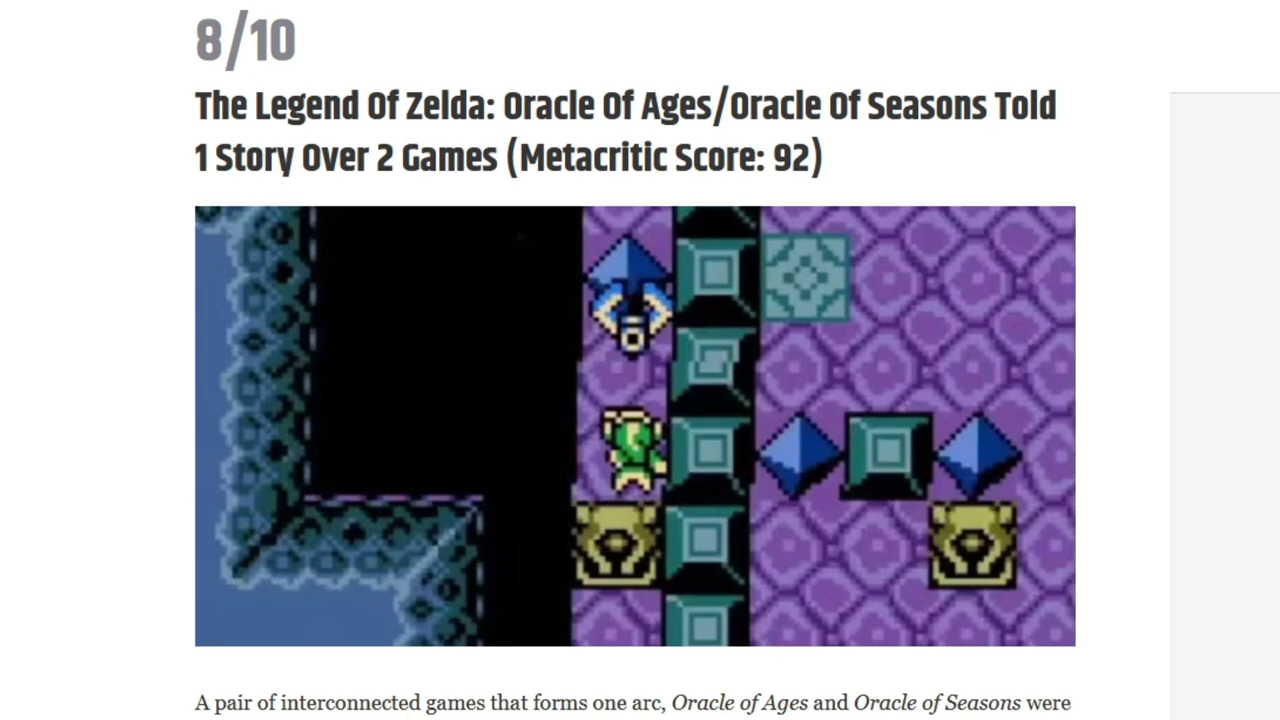 8/10
The Legend Of Zelda: Oracle Of Ages/Oracle Of Seasons Told
1 Story Over 2 Games (Metacritic Score: 92)
A pair of interconnected games that forms one arc, Oracle of Ages and Oracle of Seasons were